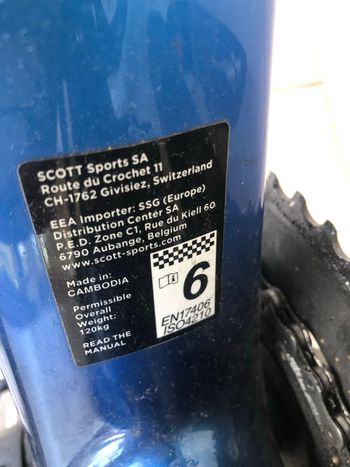 SCOTT Sports SA
Route du Crochet 11
CH-1762 Givisiez, Switzerland
EEA Importer: SSG (Europe)
Distribution Center SA
P.E.D. Zone C1, Rue du Kiell 60
6790 Aubange, Belgium
www.scott-sports.com
Made in:
CAMBODIA
Permissible
Overall
Weight:
120kg
READ THE
MANUAL
6
EN17406
ISO4210